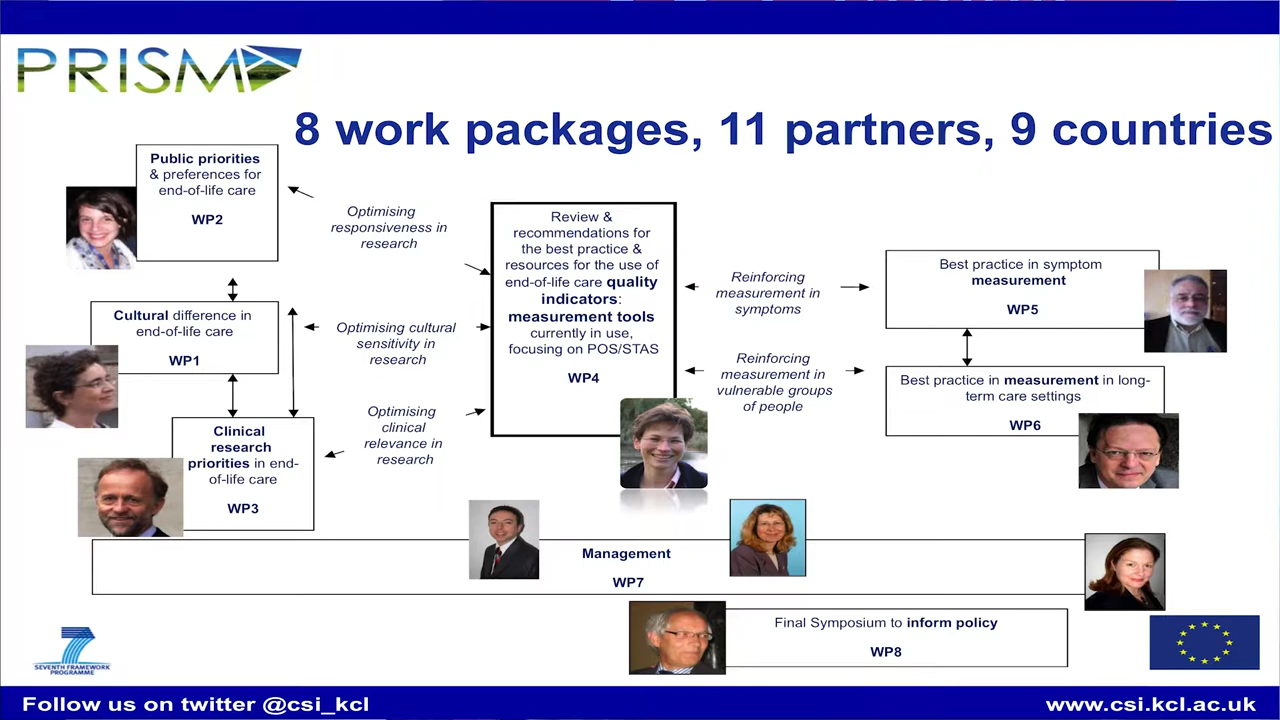 PRISMA
8 work packages, 11 partners, 9 countries
Public priorities
& preferences for
end-of-life care
WP2
Optimising
responsiveness in
research
Cultural difference in
end-of-life care
WP1
Optimising cultural
sensitivity in
research
Clinical
research
priorities in end-
of-life care
WP3
Optimising
clinical
relevance in
research
Review &
recommendations for
the best practice &
resources for the use of
end-of-life care quality
indicators:
measurement tools
currently in use,
focusing on POS/STAS
WP4
Reinforcing
measurement in
symptoms
Reinforcing
measurement in
vulnerable groups
of people
Best practice in symptom
measurement
WP5
Best practice in measurement in long-
term care settings
WP6
Management
WP7
Final Symposium to inform policy
WP8
7
SEVENTH FRAMEWORK
PROGRAMME
Follow us on twitter @csi_kcl
www.csi.kcl.ac.uk